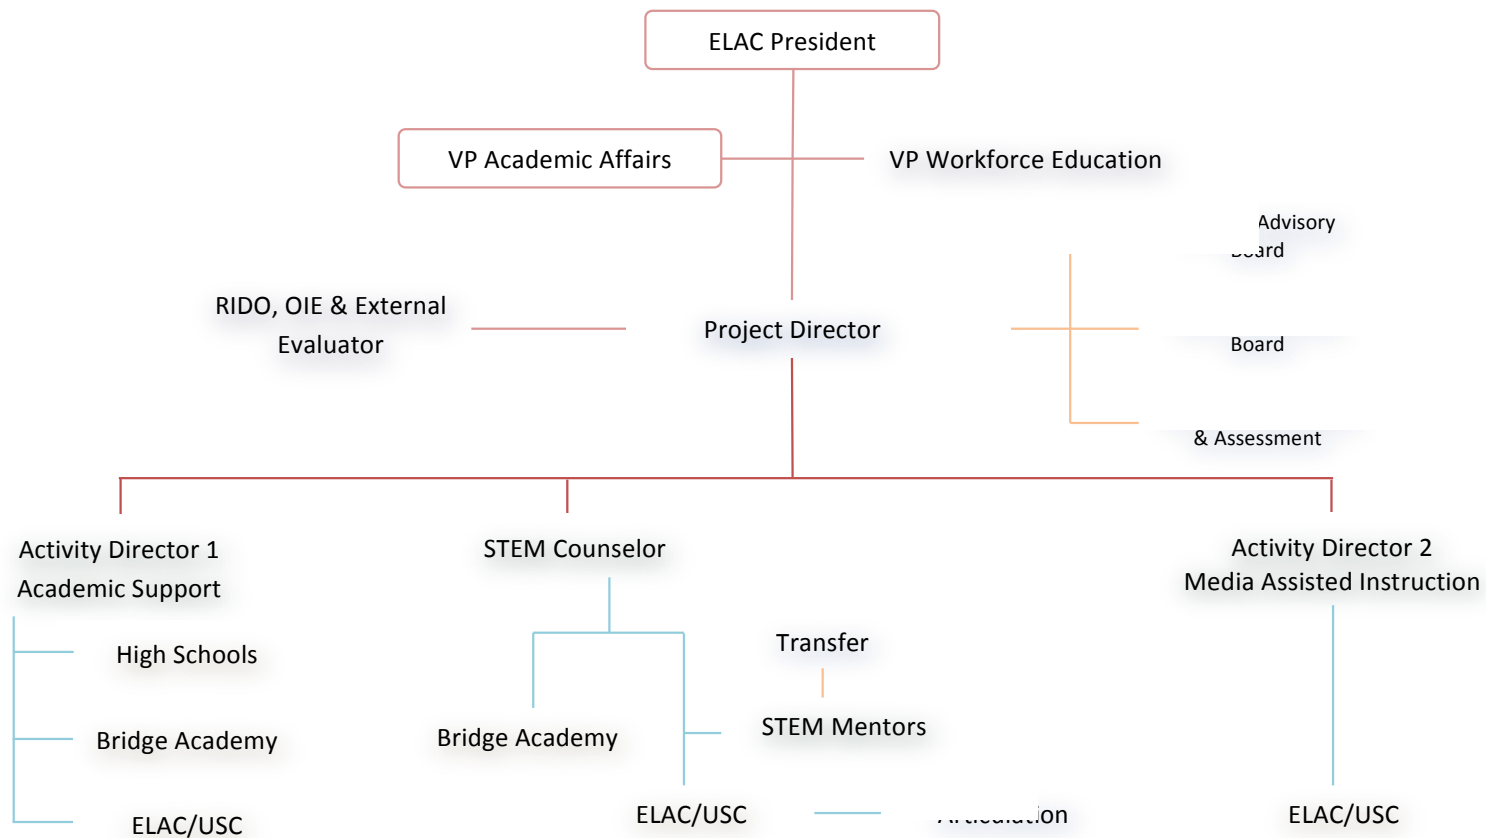 ELAC President
VP Academic Affairs
VP Workforce Education
Advisory
Board
RIDO, OIE & External
Evaluator
Project Director
Board
& Assessment
Activity Director 1
Academic Support
STEM Counselor
Activity Director 2
Media Assisted Instruction
High Schools
Transfer
Bridge Academy
Bridge Academy
STEM Mentors
ELAC/USC
ELAC/USC
Articulation
ELAC/USC